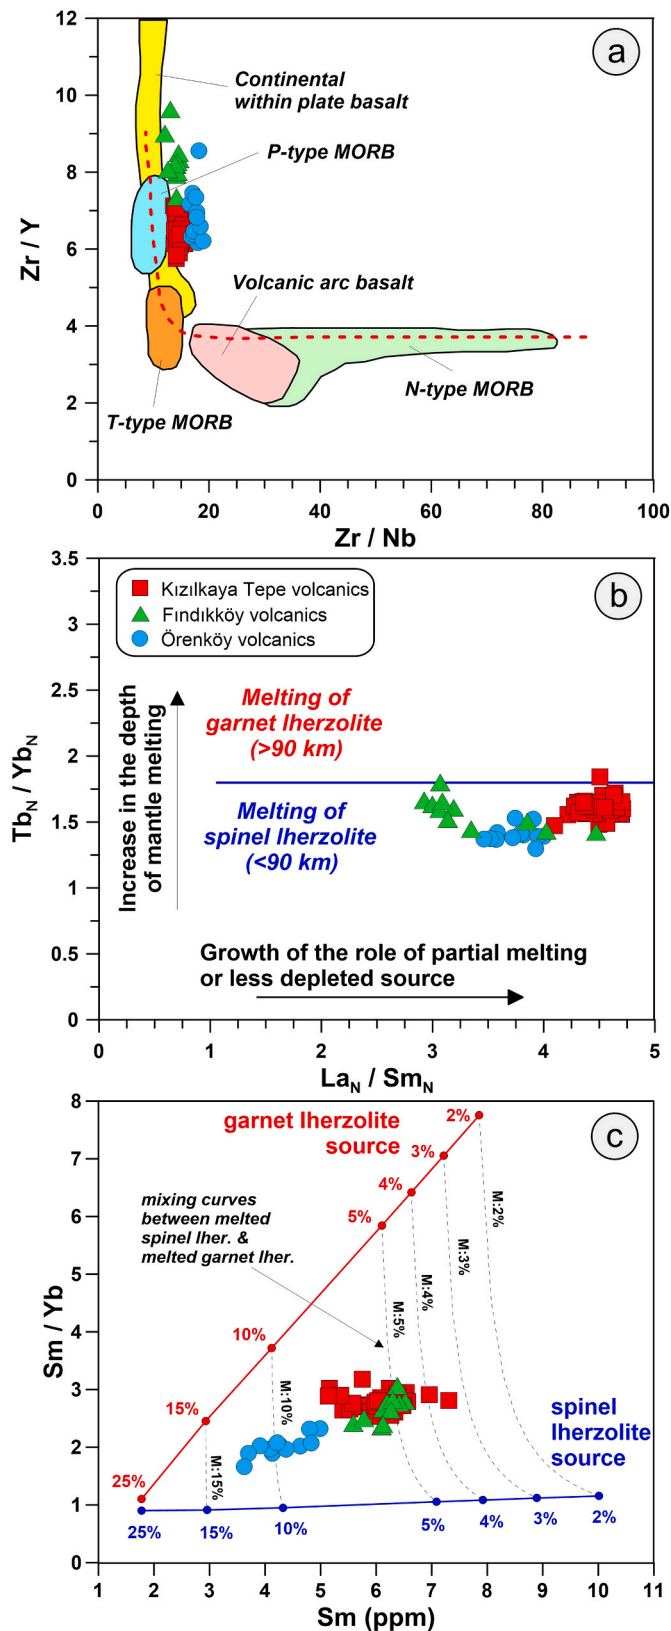 a
12
10
8
6
4
2
0
Zr / Y
Continental
within plate basalt
P-type MORB
Volcanic arc basalt
N-type MORB
T-type MORB
0
20
40
60
80
100
Zr / Nb
b
3.5
3
2.5
2
1.5
1
0.5
0
Tb_N / Yb_N
Kızılkaya Tepe volcanics
Fındıkköy volcanics
Örenköy volcanics
Increase in the depth
of mantle melting
Melting of
garnet lherzolite
(>90 km)
Melting of
spinel lherzolite
(<90 km)
Growth of the role of partial melting
or less depleted source
0
1
2
3
4
5
La_N / Sm_N
c
8
7
6
5
4
3
2
1
0
Sm / Yb
garnet lherzolite
source
2%
3%
4%
5%
10%
15%
25%
mixing curves
between melted
spinel lher. &
melted garnet lher.
M:2%
M:3%
M:4%
M:5%
M:10%
M:15%
spinel
lherzolite
source
25%
15%
10%
5%
4%
3%
2%
1
2
3
4
5
6
7
8
9
10
11
Sm (ppm)